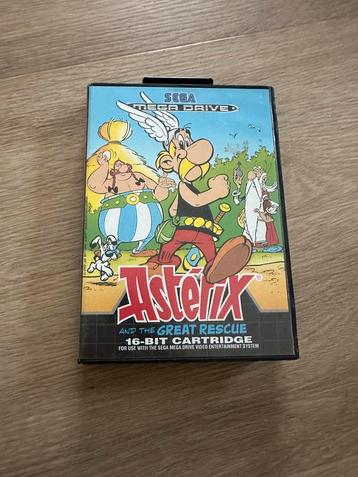 SEGA
MEGA DRIVE
Astérix
AND THE GREAT RESCUE
16-BIT CARTRIDGE
FOR USE WITH THE SEGA MEGA DRIVE VIDEO ENTERTAINMENT SYSTEM